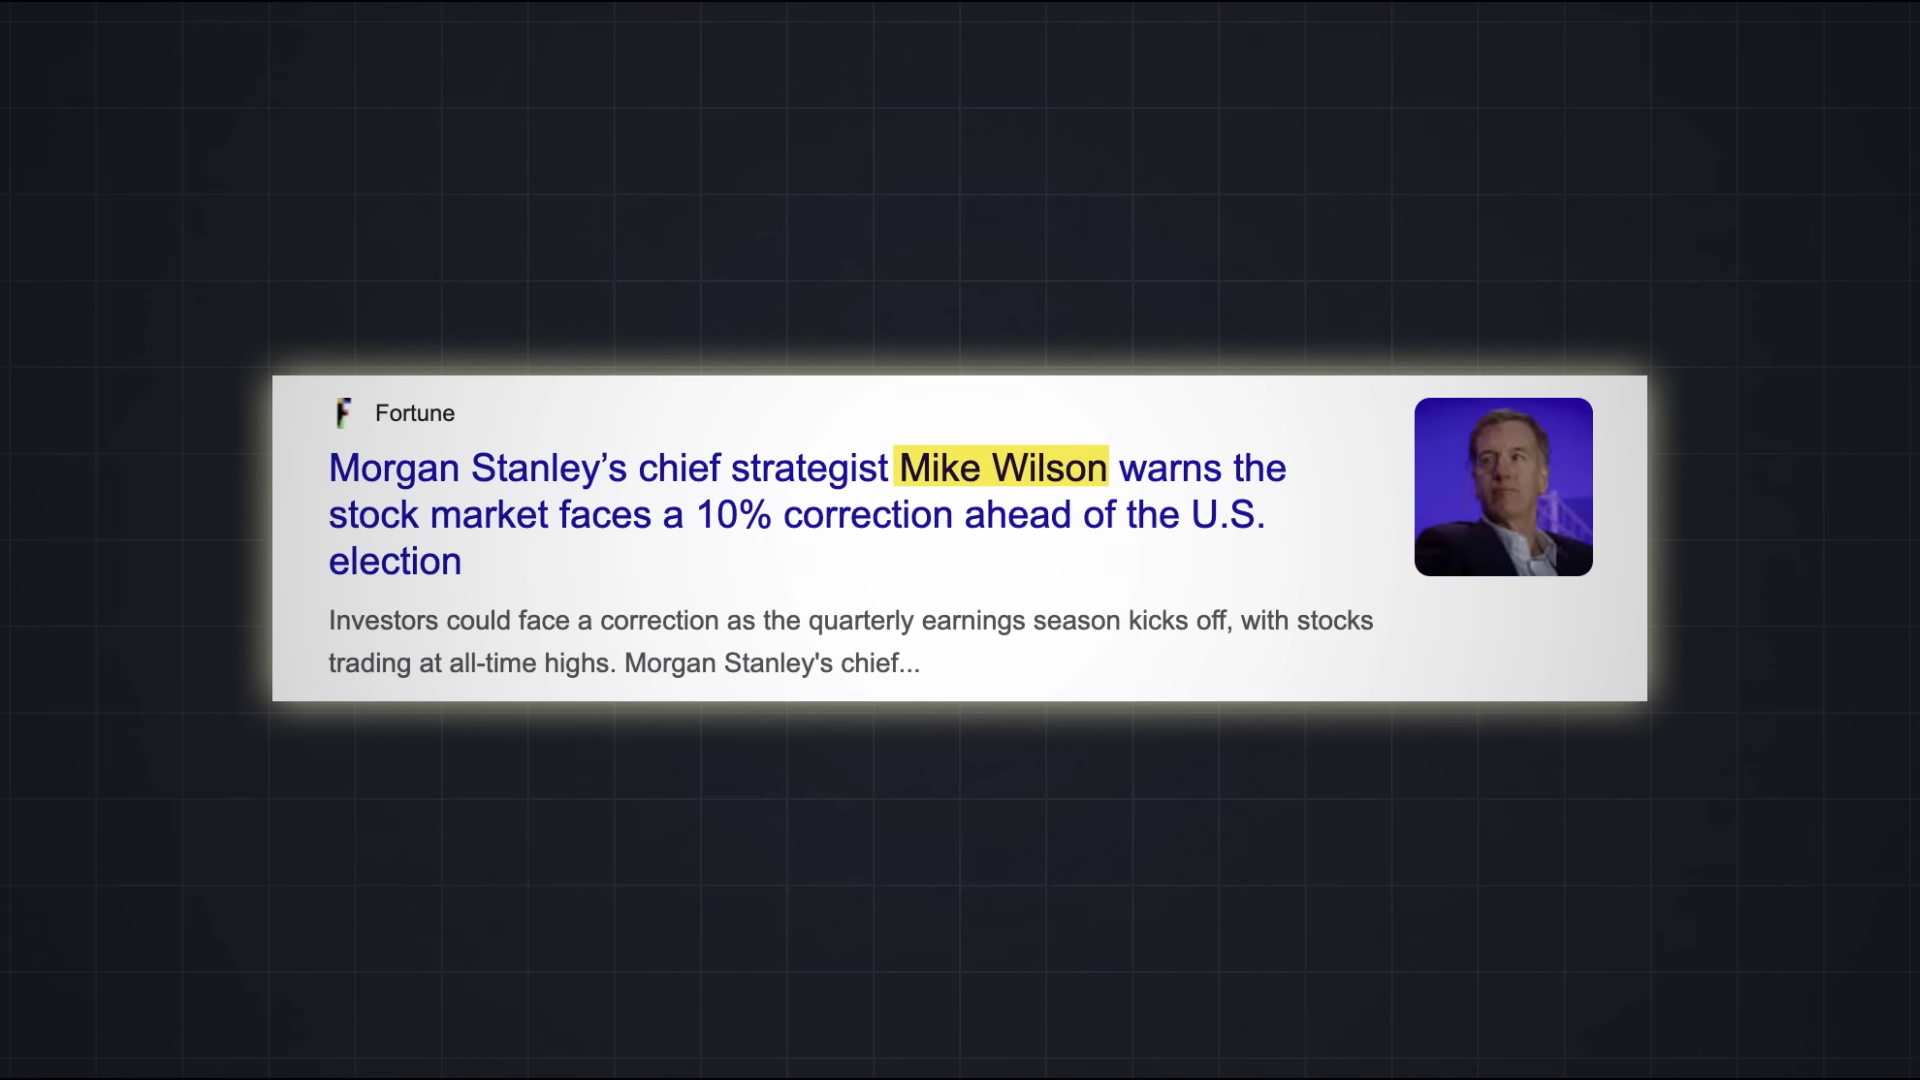 Fortune
Morgan Stanley’s chief strategist Mike Wilson warns the
stock market faces a 10% correction ahead of the U.S.
election
Investors could face a correction as the quarterly earnings season kicks off, with stocks
trading at all-time highs. Morgan Stanley's chief...